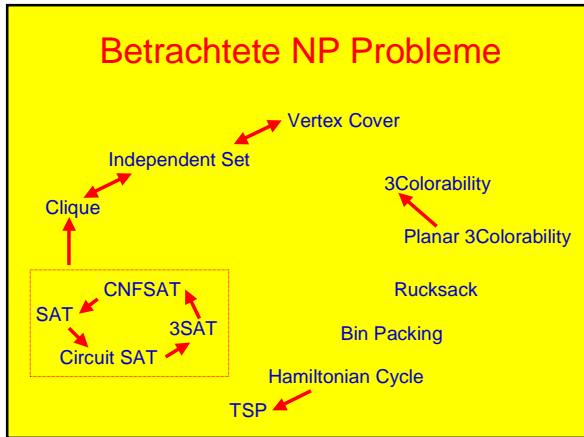 Betrachtete NP Probleme
Vertex Cover
Independent Set
3Colorability
Clique
Planar 3Colorability
CNFSAT
Rucksack
SAT
3SAT
Bin Packing
Circuit SAT
Hamiltonian Cycle
TSP